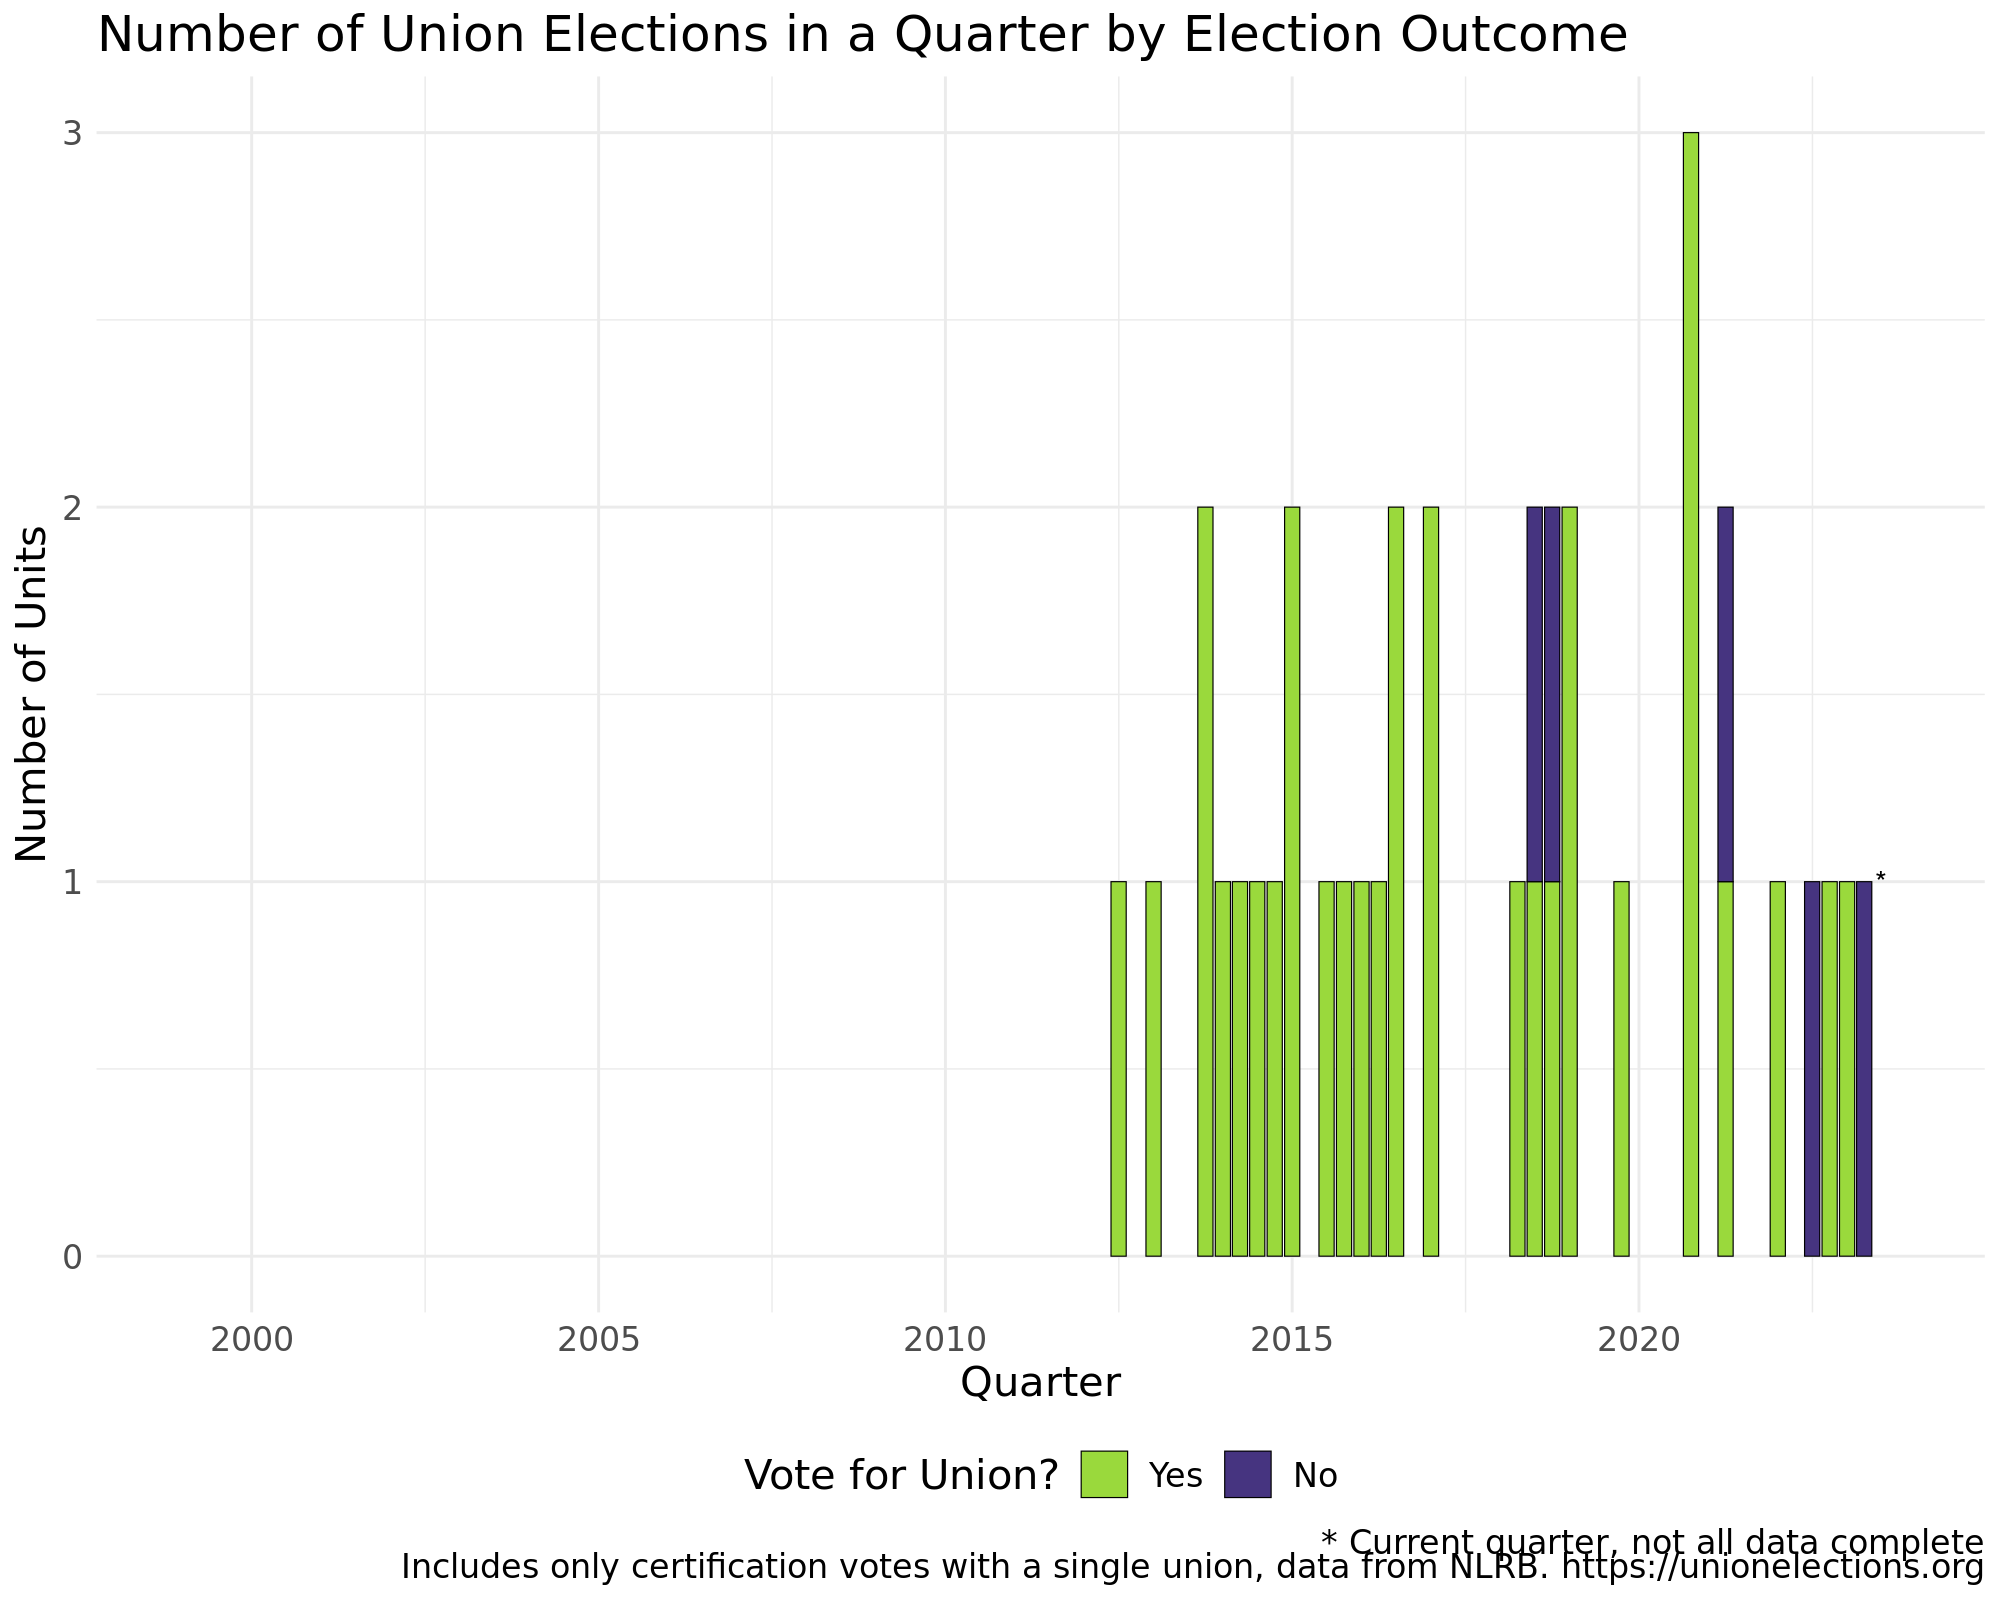 Number of Union Elections in a Quarter by Election Outcome
3
2
1
0
Number of Units
*
2000 2005 2010 2015 2020
Quarter
Vote for Union? Yes No
* Current quarter, not all data complete
Includes only certification votes with a single union, data from NLRB. https://unionelections.org